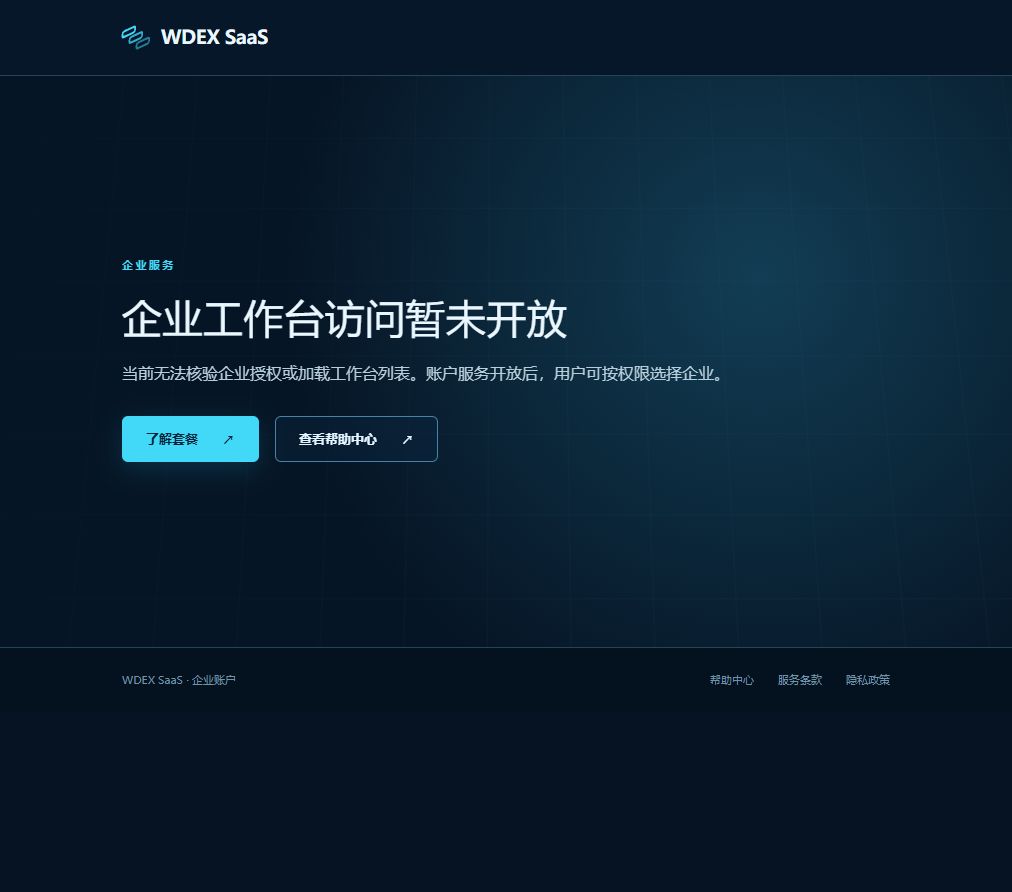 WDEX SaaS
企业服务
企业工作台访问暂未开放
当前无法核验企业授权或加载工作台列表。账户服务开放后，用户可按权限选择企业。
了解套餐 ↗ 查看帮助中心 ↗
WDEX SaaS · 企业账户 帮助中心 服务条款 隐私政策